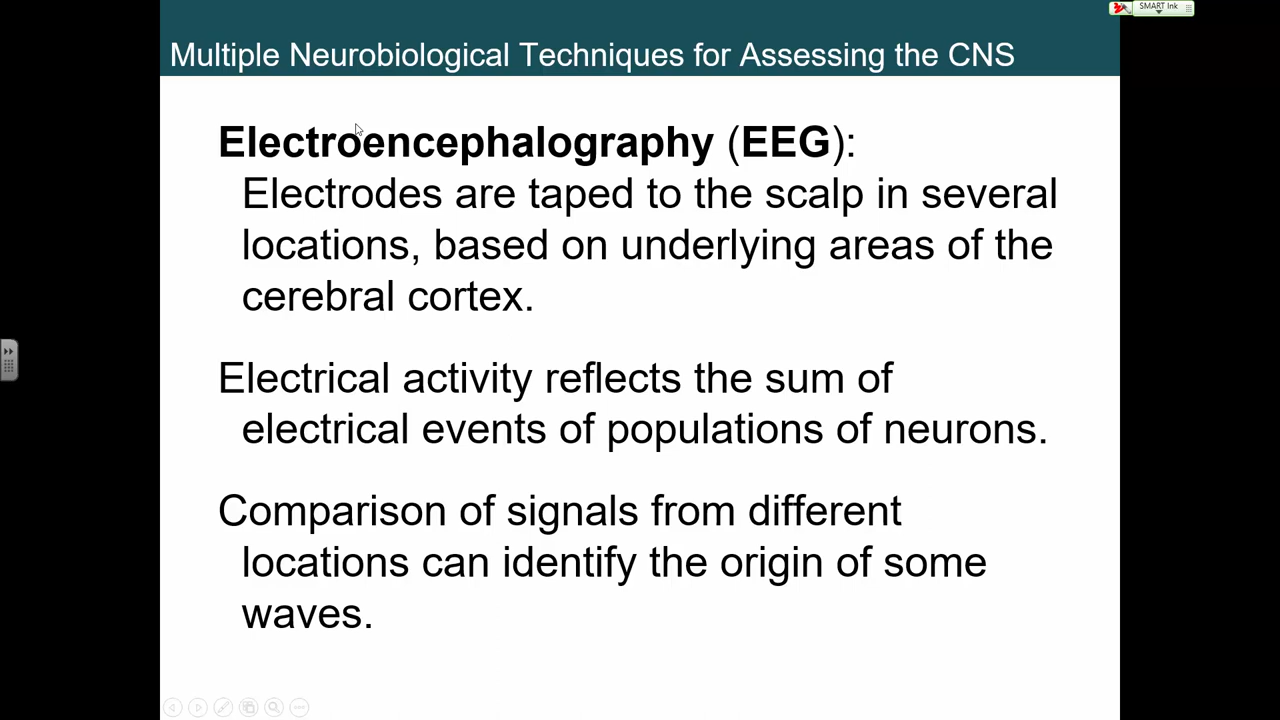 SMART Ink
Multiple Neurobiological Techniques for Assessing the CNS
Electroencephalography (EEG):
Electrodes are taped to the scalp in several
locations, based on underlying areas of the
cerebral cortex.
Electrical activity reflects the sum of
electrical events of populations of neurons.
Comparison of signals from different
locations can identify the origin of some
waves.